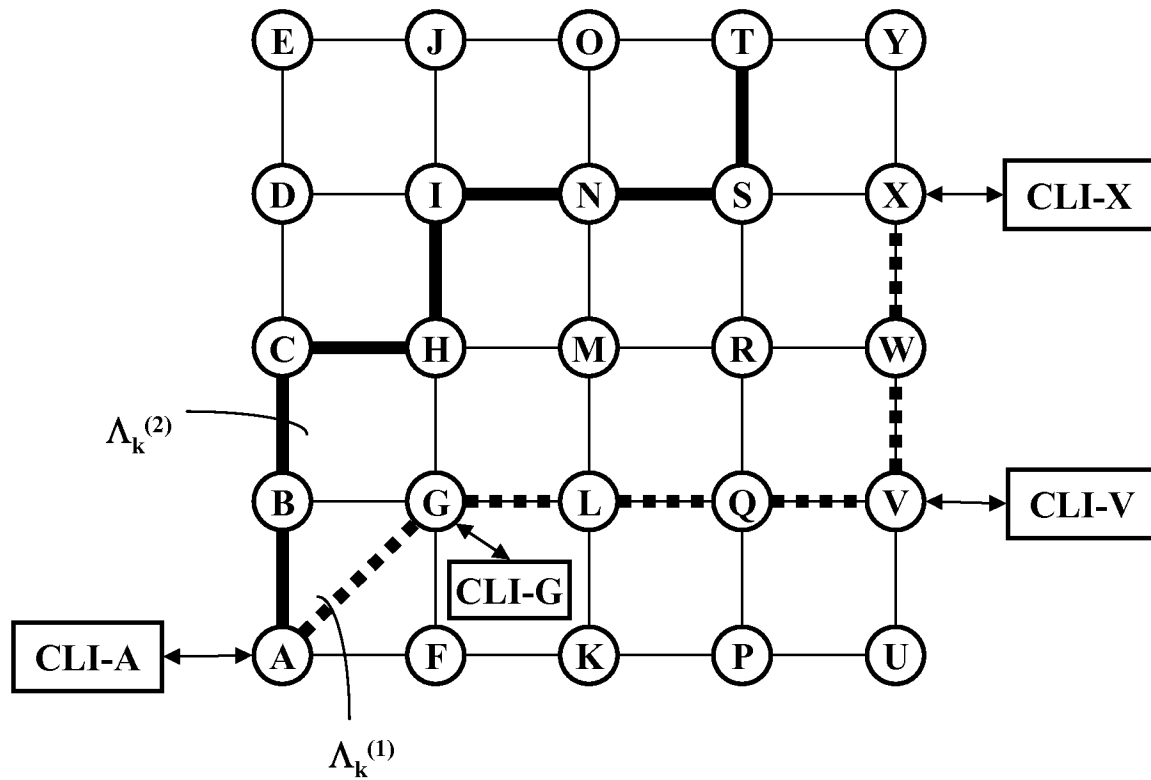 E J O T Y
D I N S X CLI-X
C H M R W
Λk(2)
B G L Q V CLI-V
CLI-G
CLI-A A F K P U
Λk(1)